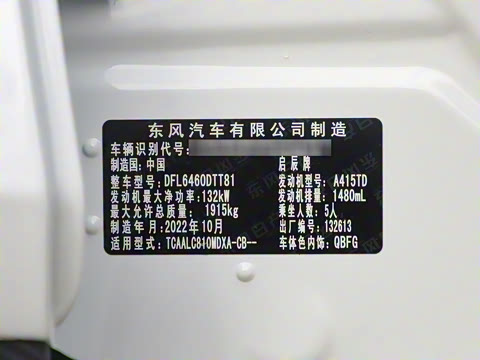 东风汽车有限公司制造
车辆识别代号:
制造国:中国 启辰牌
整车型号:DFL6460DTT81 发动机型号:A415TD
发动机最大净功率:132kW 发动机排量:1480mL
最大允许总质量: 1915kg 乘坐人数:5人
制造年月:2022年10月 出厂编号:132613
适用型式:TCAALC810MDXA-CB-- 车体色内饰:QBFG